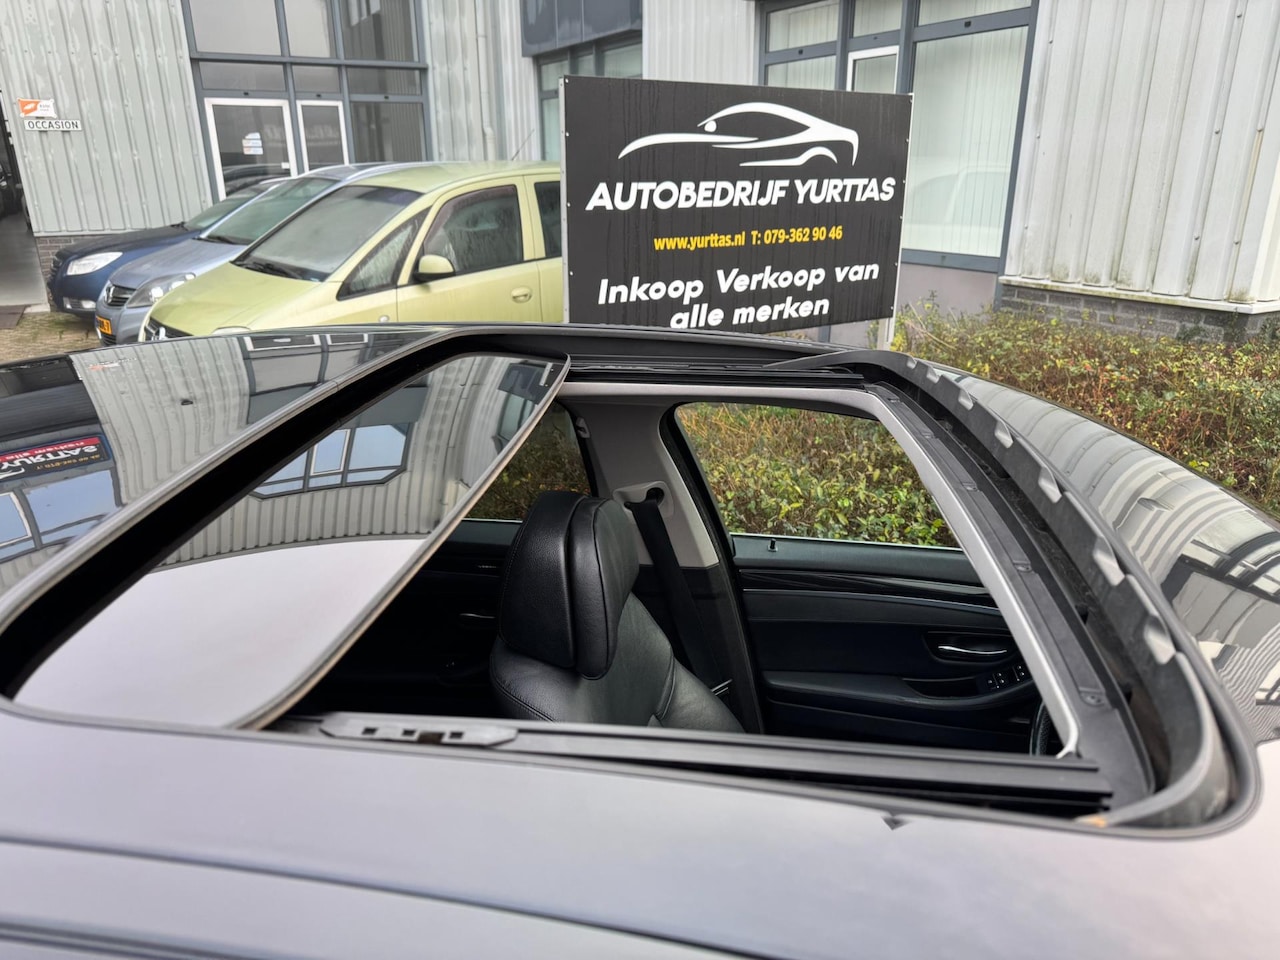 OCCASION
AUTOBEDRIJF YURTTAS
www.yurttas.nl T: 079-362 90 46
Inkoop Verkoop van
alle merken